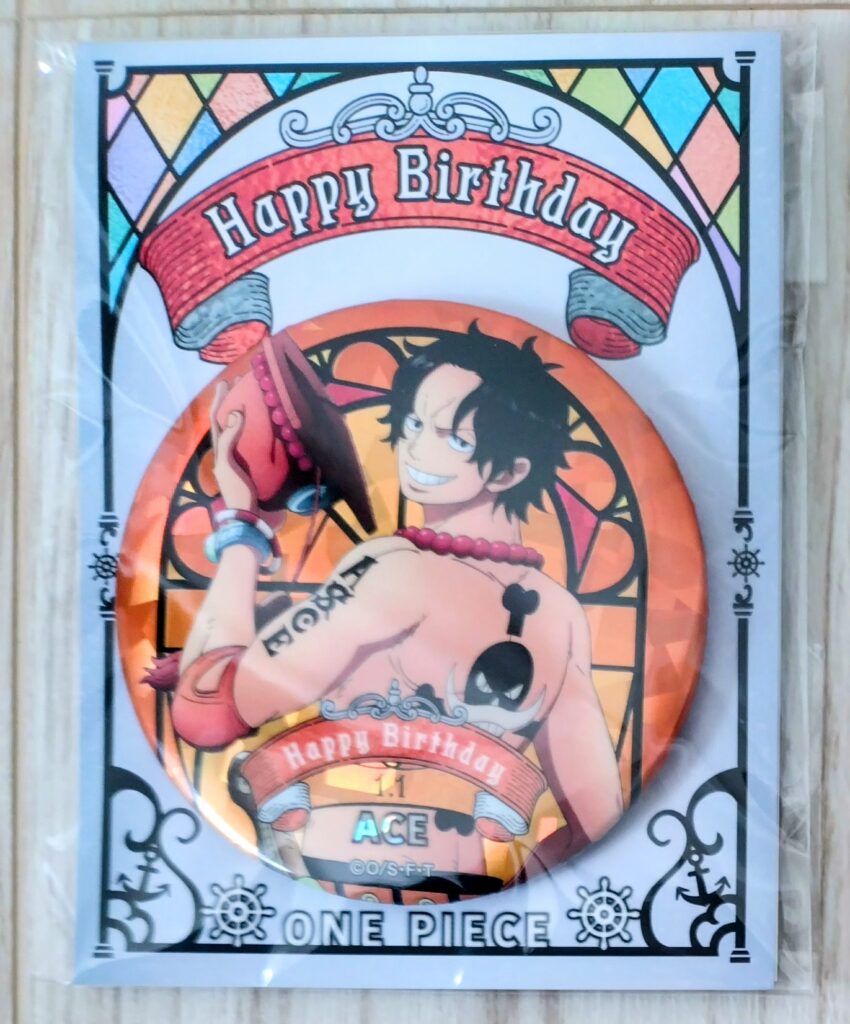 Happy Birthday
ASCE
Happy Birthday
1.1
ACE
©O/S・F・T
ONE PIECE